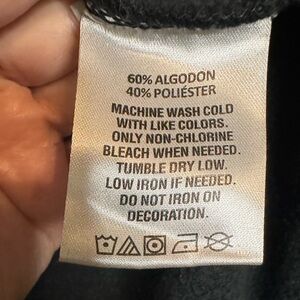 60% ALGODON
40% POLIÉSTER
MACHINE WASH COLD
WITH LIKE COLORS.
ONLY NON-CHLORINE
BLEACH WHEN NEEDED.
TUMBLE DRY LOW.
LOW IRON IF NEEDED.
DO NOT IRON ON
DECORATION.